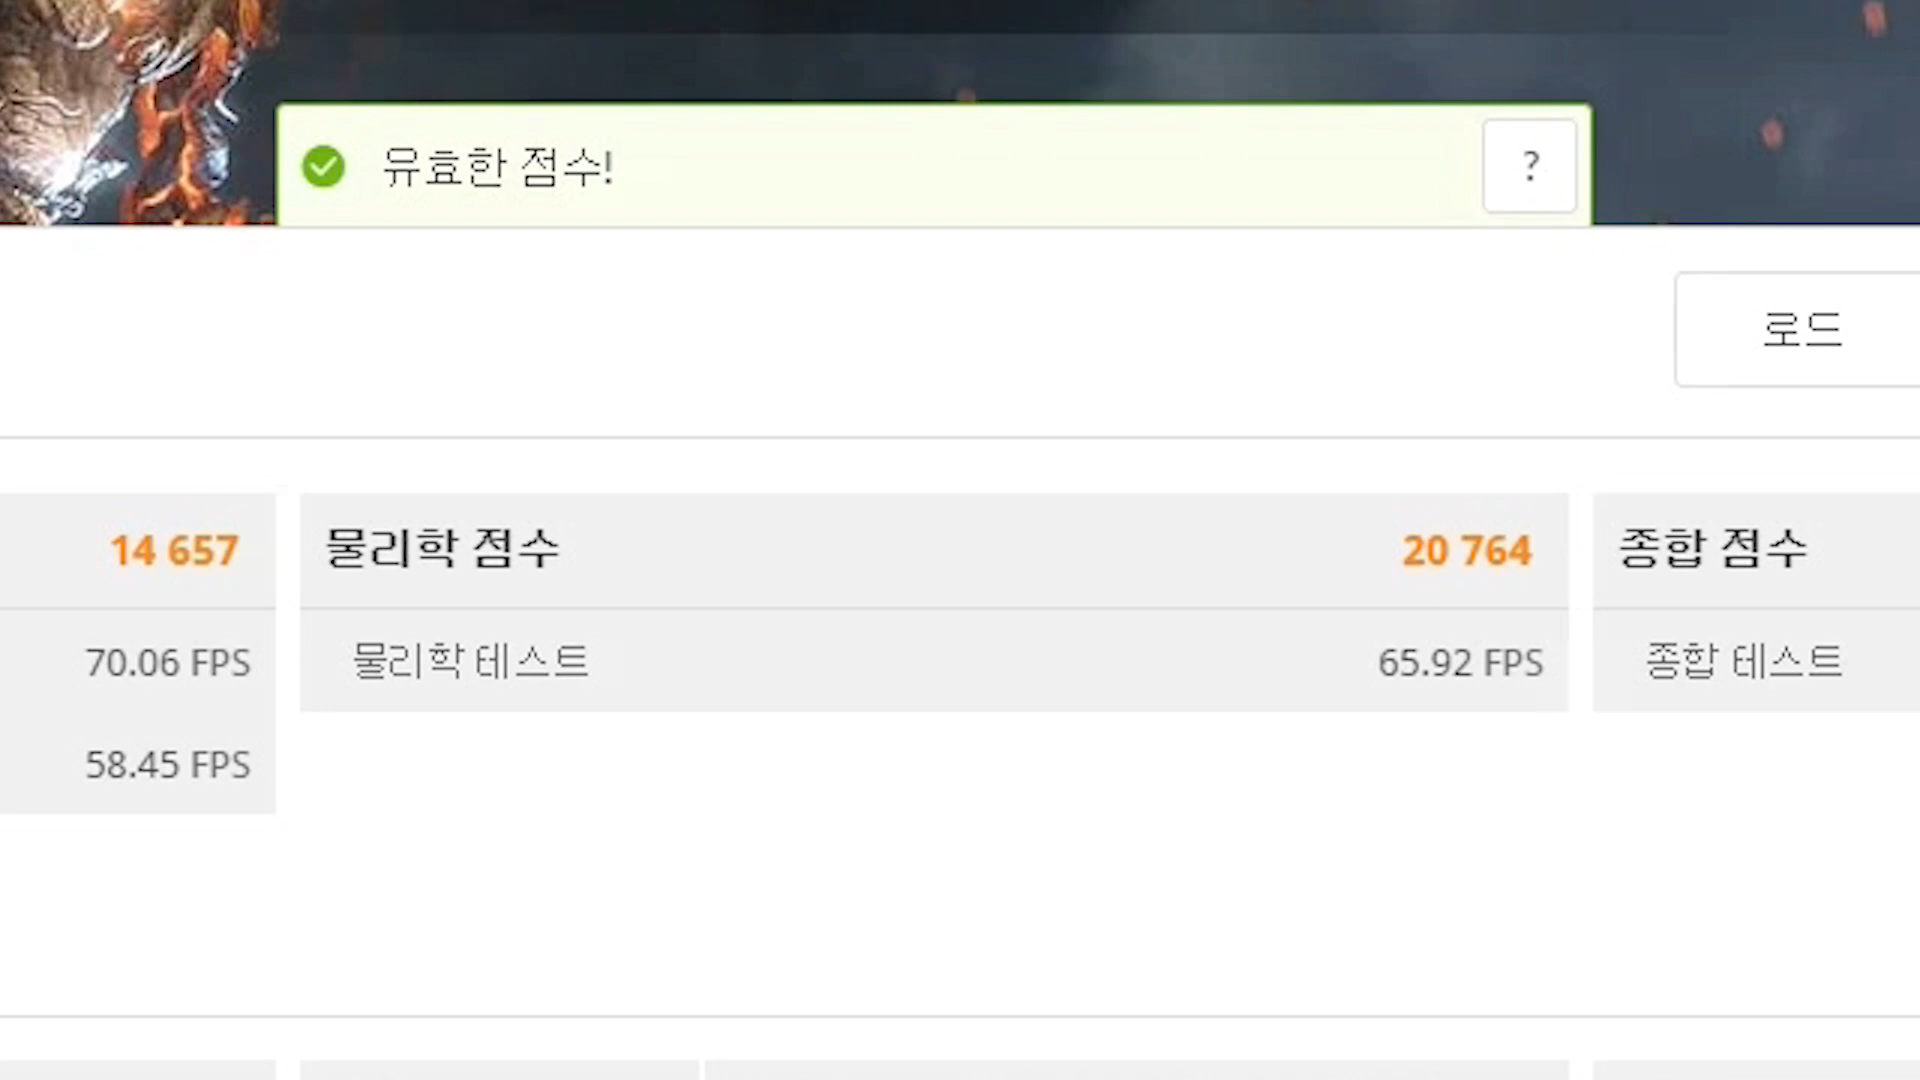 유효한 점수!
?
로드
14 657
70.06 FPS
58.45 FPS
물리학 점수
20 764
물리학 테스트
65.92 FPS
종합 점수
종합 테스트